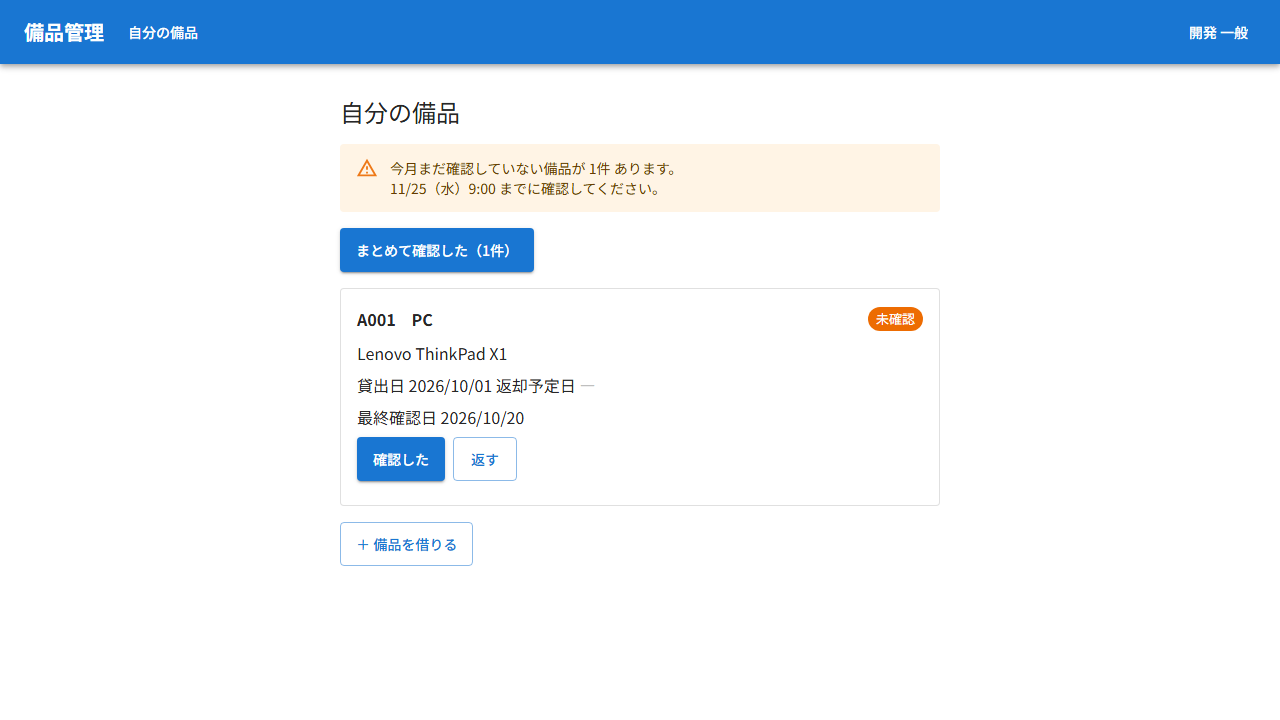 備品管理 自分の備品 開発 一般
自分の備品
今月まだ確認していない備品が 1件 あります。
11/25（水）9:00 までに確認してください。
まとめて確認した（1件）
A001　PC 未確認
Lenovo ThinkPad X1
貸出日 2026/10/01 返却予定日 —
最終確認日 2026/10/20
確認した 返す
＋ 備品を借りる